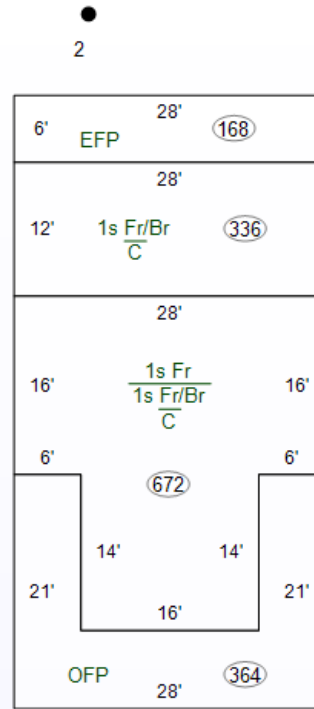 2
28'
6' EFP 168
28'
12' 1s Fr/Br 336
C
28'
1s Fr
16' 1s Fr/Br 16'
C
6' 6'
672
14' 14'
21' 21'
16'
OFP 364
28'